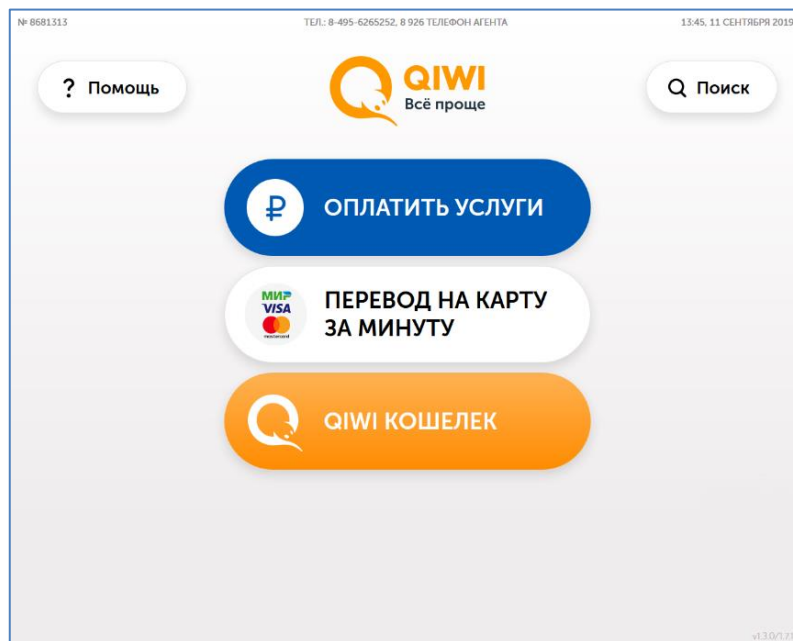 № 8681313
ТЕЛ.: 8-495-6265252, 8 926 ТЕЛЕФОН АГЕНТА
13:45, 11 СЕНТЯБРЯ 2019
? Помощь
QIWI
Всё проще
Поиск
₽ ОПЛАТИТЬ УСЛУГИ
МИР
VISA
mastercard
ПЕРЕВОД НА КАРТУ
ЗА МИНУТУ
QIWI КОШЕЛЕК